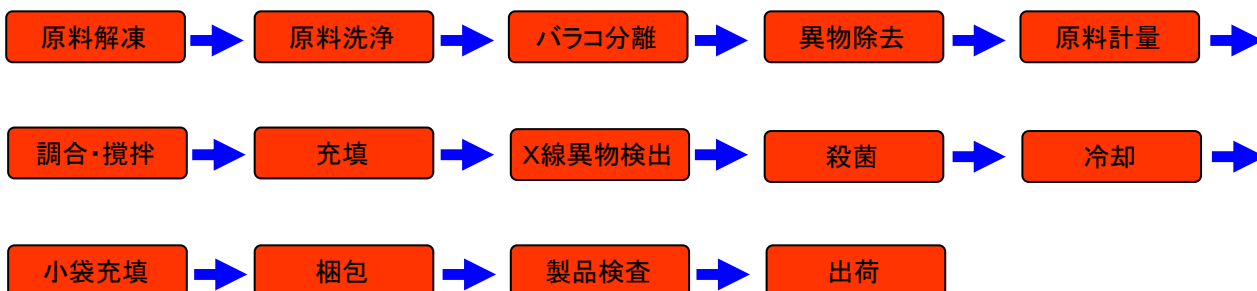 原料解凍
原料洗浄
バラコ分離
異物除去
原料計量
調合・撹拌
充填
X線異物検出
殺菌
冷却
小袋充填
梱包
製品検査
出荷